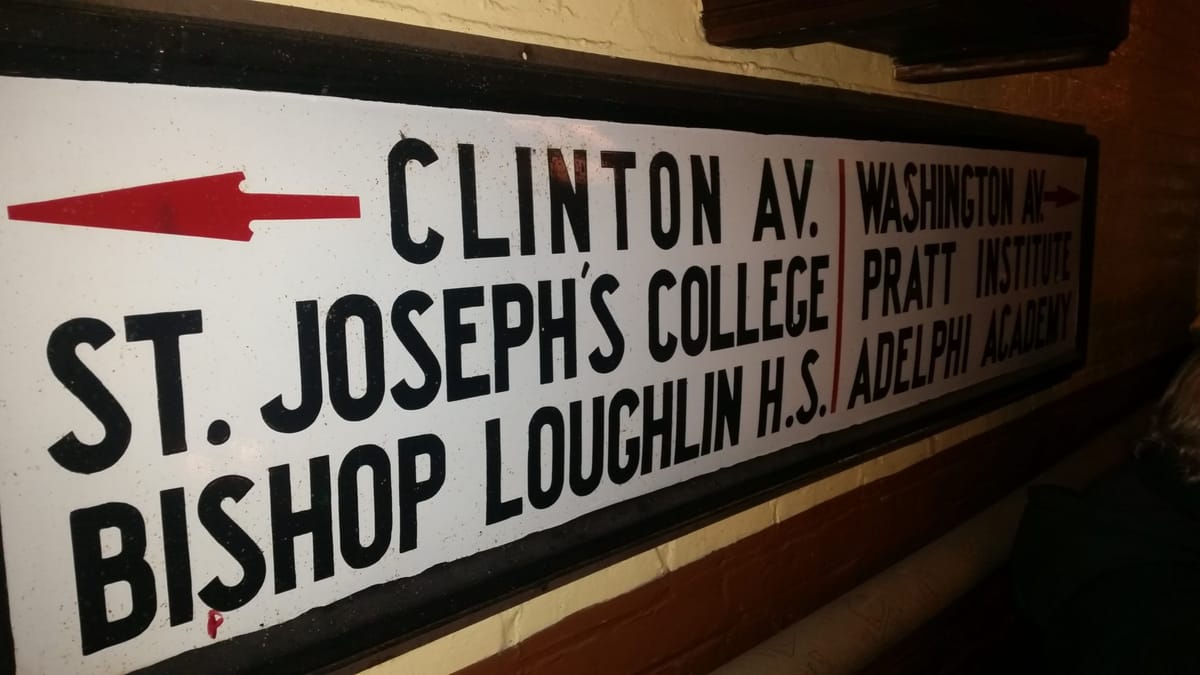 CLINTON AV.
ST. JOSEPH'S COLLEGE
BISHOP LOUGHLIN H.S.
WASHINGTON AV.
PRATT INSTITUTE
ADELPHI ACADEMY